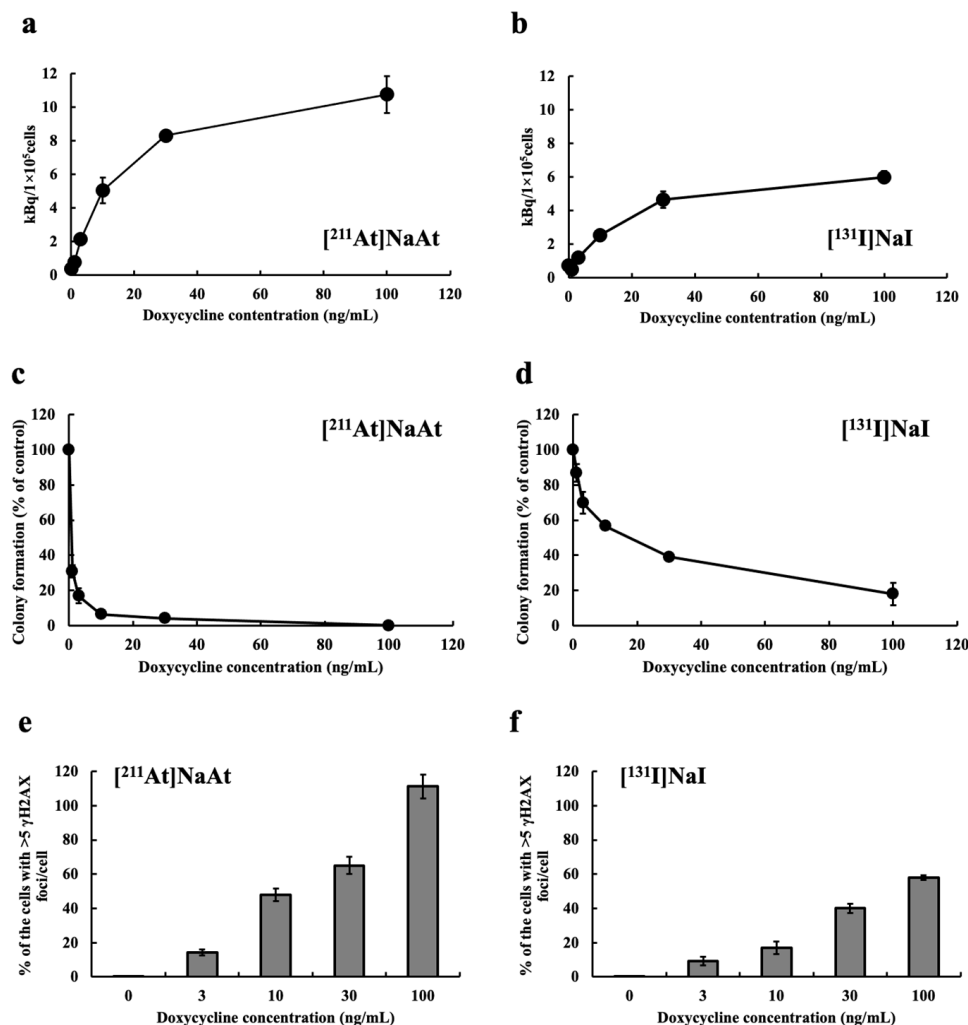 a
12
10
8
6
4
2
0
kBq/1×10⁵cells
[²¹¹At]NaAt
0 20 40 60 80 100 120
Doxycycline contentration (ng/mL)
b
12
10
8
6
4
2
0
kBq/1×10⁵cells
[¹³¹I]NaI
0 20 40 60 80 100 120
Doxycycline contentration (ng/mL)
c
120
100
80
60
40
20
0
Colony formation (% of control)
[²¹¹At]NaAt
0 20 40 60 80 100 120
Doxycycline concentration (ng/mL)
d
120
100
80
60
40
20
0
Colony formation (% of control)
[¹³¹I]NaI
0 20 40 60 80 100 120
Doxycycline concentration (ng/mL)
e
[²¹¹At]NaAt
120
100
80
60
40
20
0
% of the cells with >5 γH2AX
foci/cell
0 3 10 30 100
Doxycycline concentration (ng/mL)
f
[¹³¹I]NaI
120
100
80
60
40
20
0
% of the cells with >5 γH2AX
foci/cell
0 3 10 30 100
Doxycycline concentration (ng/mL)